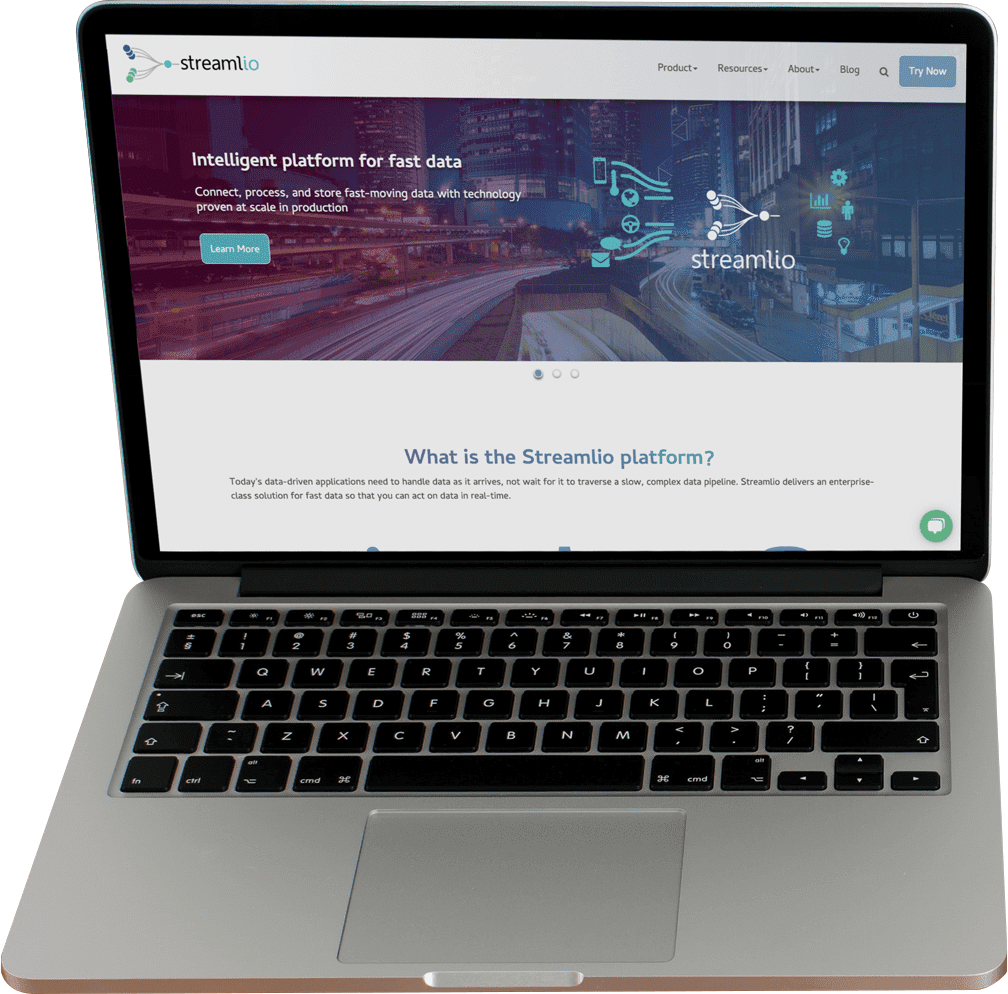 streamlio
Product Resources About Blog Try Now
Intelligent platform for fast data
Connect, process, and store fast-moving data with technology
proven at scale in production
Learn More
streamlio
What is the Streamlio platform?
Today's data-driven applications need to handle data as it arrives, not wait for it to traverse a slow, complex data pipeline. Streamlio delivers an enterprise-
class solution for fast data so that you can act on data in real-time.
esc F1 F2 F3 F4 F5 F6 F7 F8 F9 F10 F11 F12
± ! @ # $ % ^ & * ( ) _ +
§ 1 2 3 4 5 6 7 8 9 0 - =
Q W E R T Y U I O P { [ } ]
A S D F G H J K L : ; " ' | \
~ Z X C V B N M < , > . ? /
fn ctrl alt cmd cmd alt